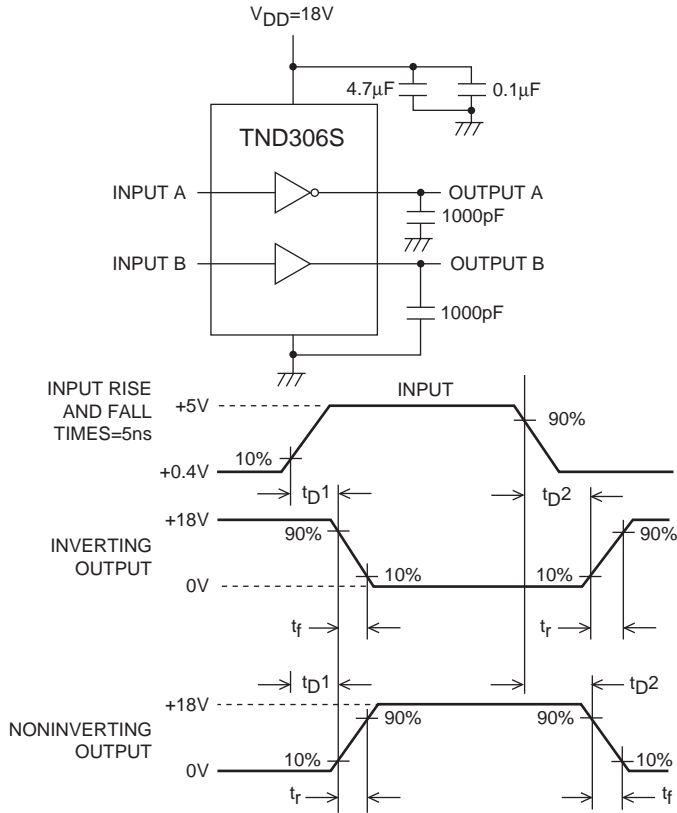 VDD=18V
4.7μF
0.1μF
TND306S
INPUT A
OUTPUT A
1000pF
INPUT B
OUTPUT B
1000pF
INPUT RISE
AND FALL
TIMES=5ns
+5V
INPUT
90%
10%
+0.4V
tD1
tD2
+18V
90%
90%
INVERTING
OUTPUT
10%
10%
0V
tf
tr
tD1
tD2
+18V
90%
90%
NONINVERTING
OUTPUT
10%
10%
0V
tr
tf